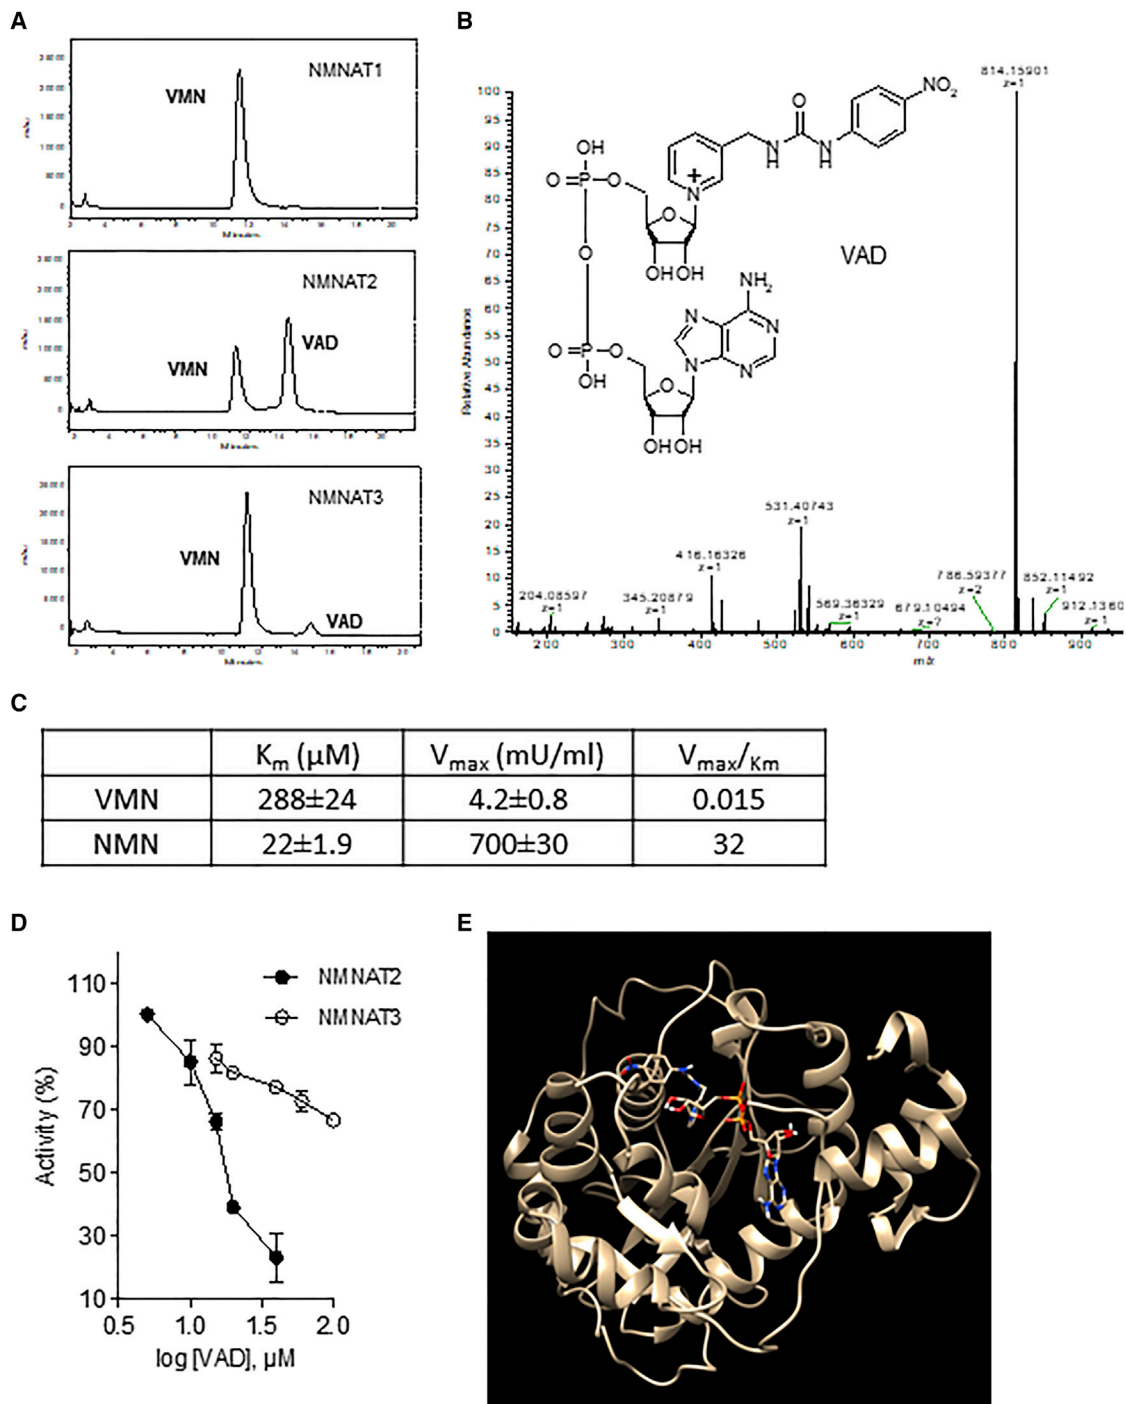 A
NMNAT1
VMN
Minutes
NMNAT2
VMN
VAD
Minutes
NMNAT3
VMN
VAD
Minutes
B
814.15901
z=1
100
95
90
85
80
75
70
65
60
55
50
45
40
35
30
25
20
15
10
5
0
Relative Abundance
NO2
O
N
H
N
H
OH
O
P
O
N
+
O
OH OH
O
VAD
NH2
N
N
N
N
O
P
O
OH
O
OH OH
531.40743
z=1
416.16326
z=1
204.08597
z=1
345.20879
z=1
569.36329
z=1
679.10494
z=?
786.59377
z=2
852.11492
z=1
912.1360
z=1
200 300 400 500 600 700 800 900
m/z
C
Km (µM) Vmax (mU/ml) Vmax/Km
VMN 288±24 4.2±0.8 0.015
NMN 22±1.9 700±30 32
D
NMNAT2
NMNAT3
110
90
70
50
30
10
Activity (%)
0.5 1.0 1.5 2.0
log [VAD], µM
E